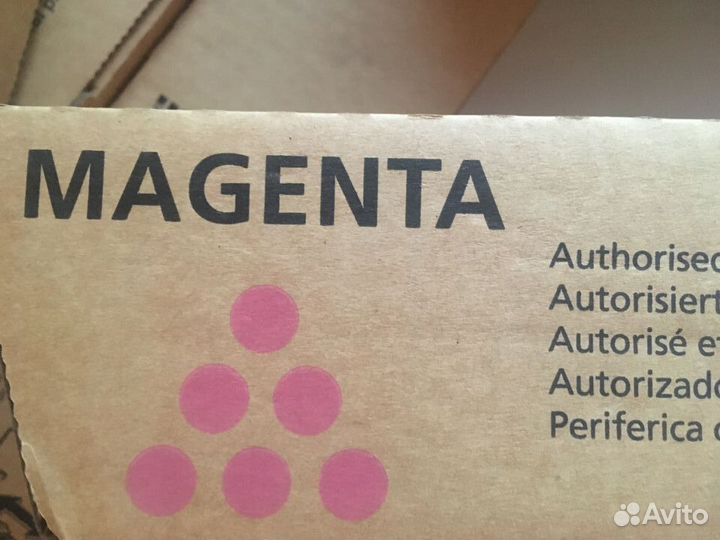 MAGENTA
Authorised
Autorisiert
Autorisé et
Autorizado
Periferica
Avito